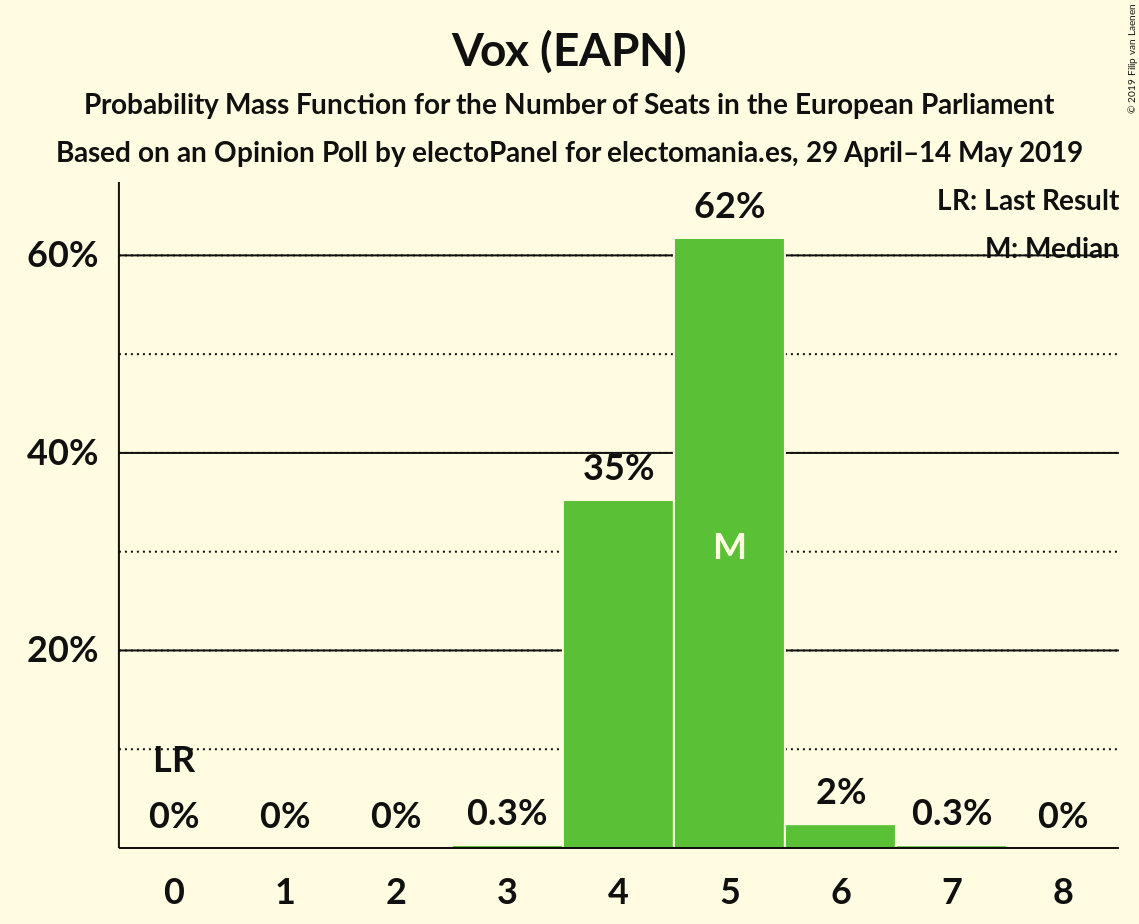 Vox (EAPN)
Probability Mass Function for the Number of Seats in the European Parliament
Based on an Opinion Poll by electoPanel for electomania.es, 29 April–14 May 2019
© 2019 Filip van Laenen
LR: Last Result
M: Median
60%
40%
20%
62%
35%
M
LR
0%
0%
0%
0.3%
2%
0.3%
0%
0 1 2 3 4 5 6 7 8